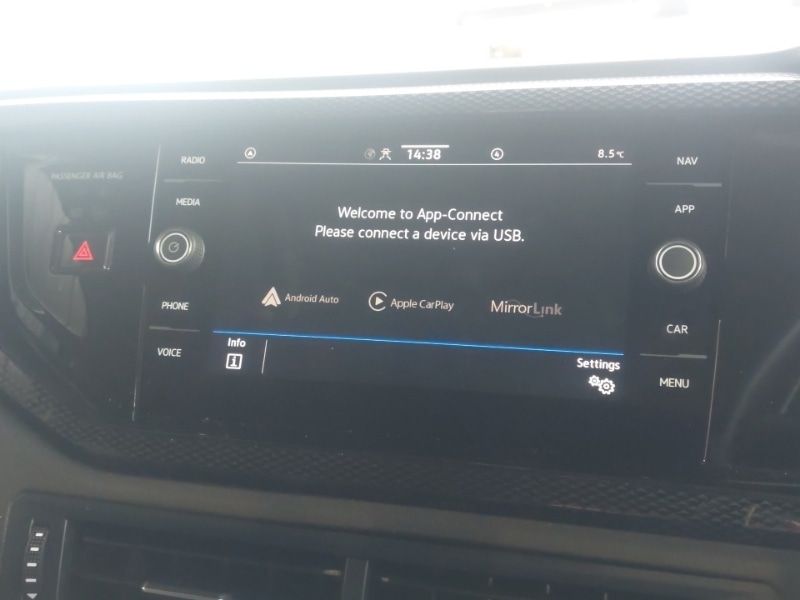 PASSENGER AIR BAG
RADIO
14:38
4
8.5°C
NAV
MEDIA
APP
Welcome to App-Connect
Please connect a device via USB.
Android Auto
Apple CarPlay
MirrorLink
PHONE
CAR
VOICE
Info
i
Settings
MENU